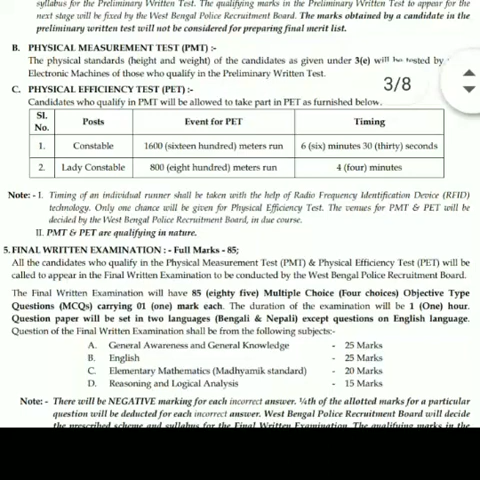 syllabus for the Preliminary Written Test. The qualifying marks in the Preliminary Written Test to appear for the
next stage will be fixed by the West Bengal Police Recruitment Board. The marks obtained by a candidate in the
preliminary written test will not be considered for preparing final merit list.
B. PHYSICAL MEASUREMENT TEST (PMT) :-
The physical standards (height and weight) of the candidates as given under 3(e) will be tested by
Electronic Machines of those who qualify in the Preliminary Written Test.
3/8
C. PHYSICAL EFFICIENCY TEST (PET) :-
Candidates who qualify in PMT will be allowed to take part in PET as furnished below.
Sl. No. Posts Event for PET Timing
1. Constable 1600 (sixteen hundred) meters run 6 (six) minutes 30 (thirty) seconds
2. Lady Constable 800 (eight hundred) meters run 4 (four) minutes
Note: - I. Timing of an individual runner shall be taken with the help of Radio Frequency Identification Device (RFID)
technology. Only one chance will be given for Physical Efficiency Test. The venues for PMT & PET will be
decided by the West Bengal Police Recruitment Board, in due course.
II. PMT & PET are qualifying in nature.
5. FINAL WRITTEN EXAMINATION : - Full Marks - 85;
All the candidates who qualify in the Physical Measurement Test (PMT) & Physical Efficiency Test (PET) will be
called to appear in the Final Written Examination to be conducted by the West Bengal Police Recruitment Board.
The Final Written Examination will have 85 (eighty five) Multiple Choice (Four choices) Objective Type
Questions (MCQs) carrying 01 (one) mark each. The duration of the examination will be 1 (One) hour.
Question paper will be set in two languages (Bengali & Nepali) except questions on English language.
Question of the Final Written Examination shall be from the following subjects:-
A. General Awareness and General Knowledge - 25 Marks
B. English - 25 Marks
C. Elementary Mathematics (Madhyamik standard) - 20 Marks
D. Reasoning and Logical Analysis - 15 Marks
Note: - There will be NEGATIVE marking for each incorrect answer. ¼th of the allotted marks for a particular
question will be deducted for each incorrect answer. West Bengal Police Recruitment Board will decide
the prescribed scheme and syllabus for the Final Written Examination. The qualifying marks in the